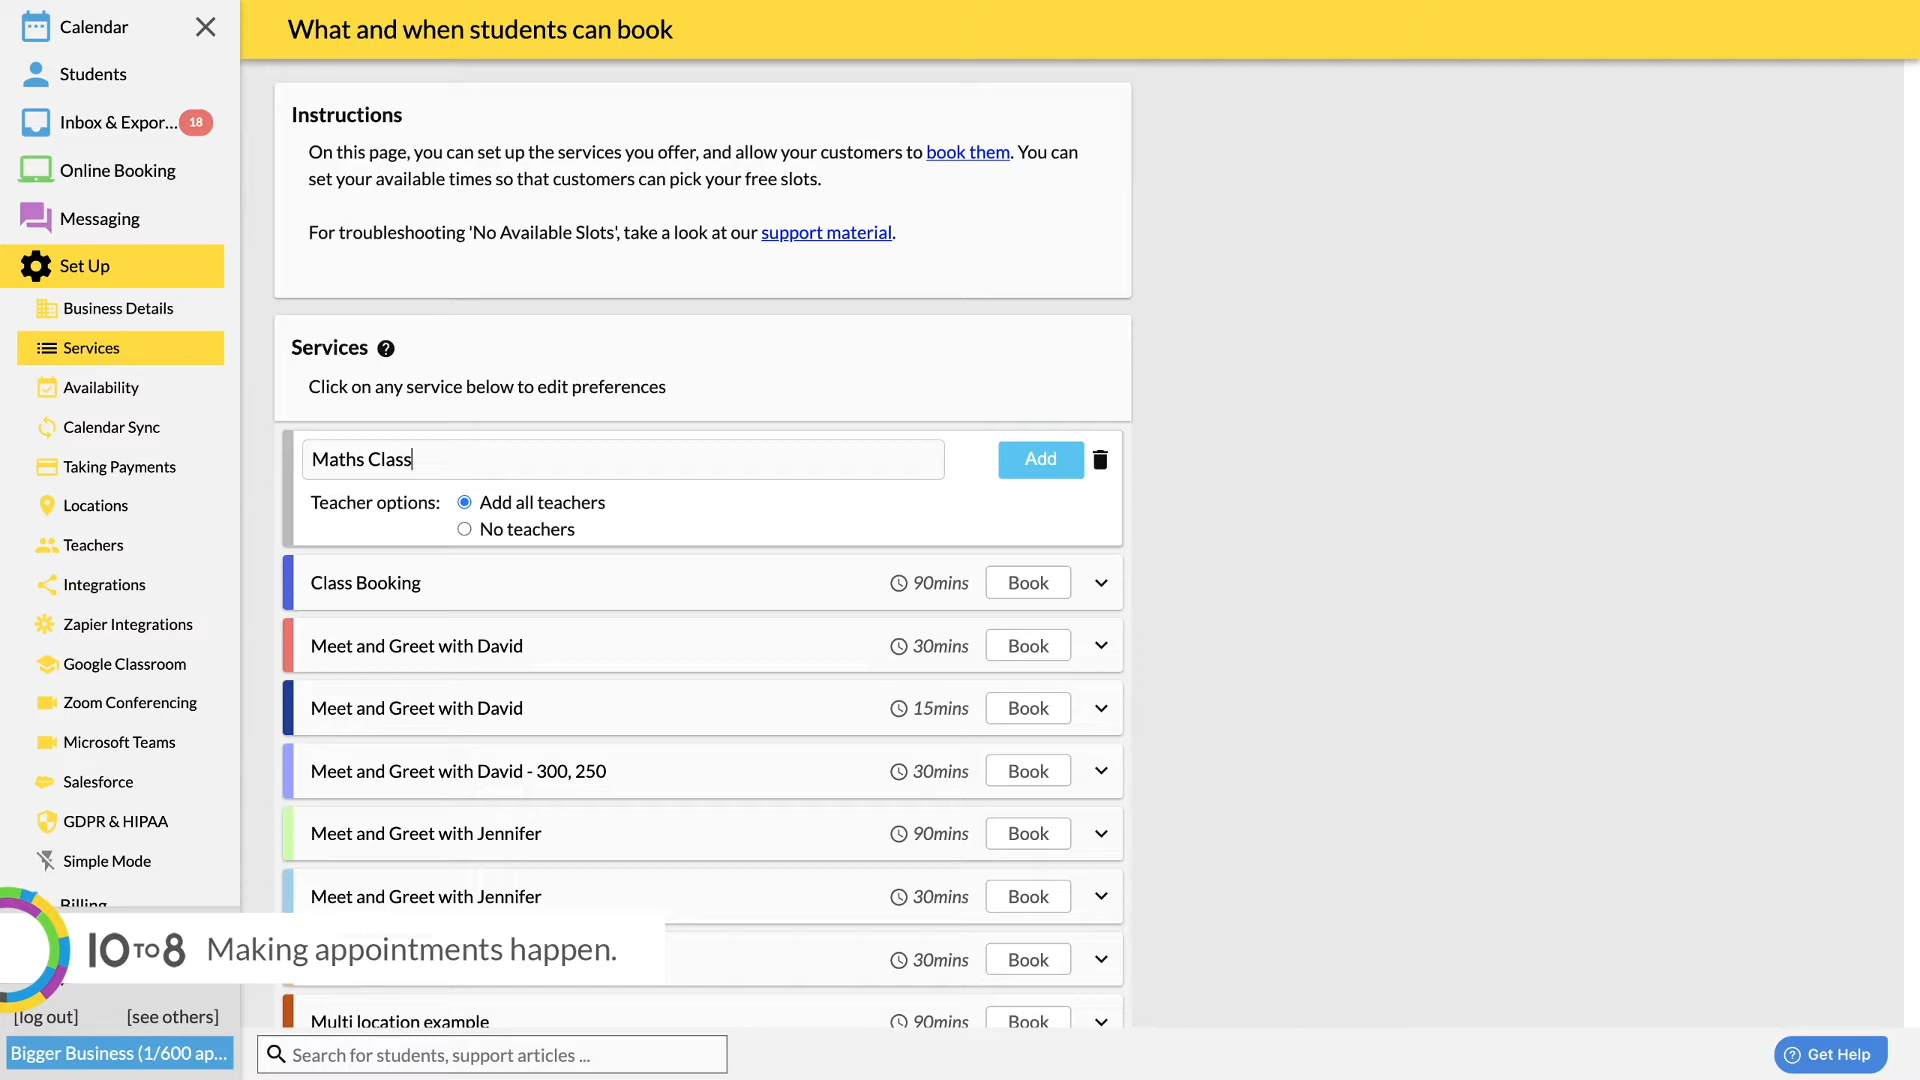 Calendar
Students
Inbox & Expor... 18
Online Booking
Messaging
Set Up
Business Details
Services
Availability
Calendar Sync
Taking Payments
Locations
Teachers
Integrations
Zapier Integrations
Google Classroom
Zoom Conferencing
Microsoft Teams
Salesforce
GDPR & HIPAA
Simple Mode
Billing
[log out] [see others]
Bigger Business (1/600 ap...
What and when students can book
Instructions
On this page, you can set up the services you offer, and allow your customers to book them. You can
set your available times so that customers can pick your free slots.
For troubleshooting 'No Available Slots', take a look at our support material.
Services
Click on any service below to edit preferences
Maths Class Add
Teacher options: Add all teachers
No teachers
Class Booking 90mins Book
Meet and Greet with David 30mins Book
Meet and Greet with David 15mins Book
Meet and Greet with David - 300, 250 30mins Book
Meet and Greet with Jennifer 90mins Book
Meet and Greet with Jennifer 30mins Book
30mins Book
Multi location example 90mins Book
10TO8 Making appointments happen.
Search for students, support articles ...
Get Help